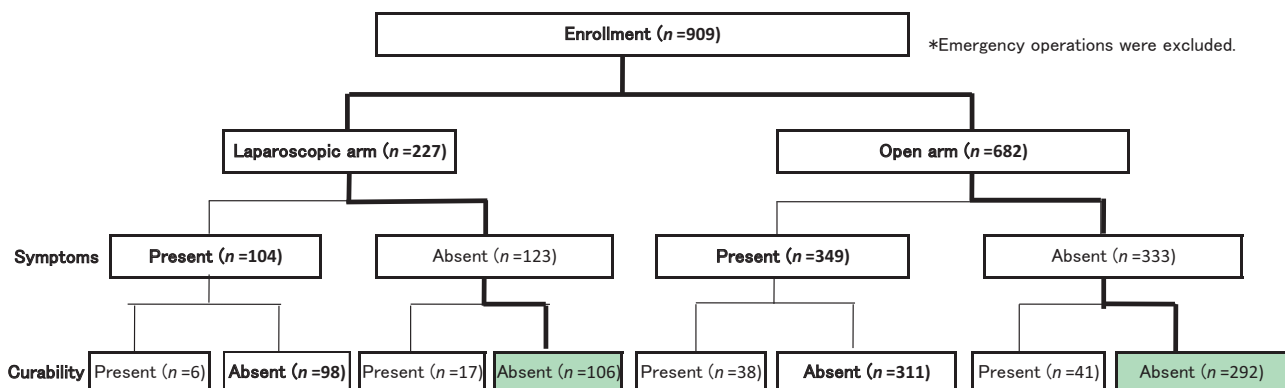 Enrollment (n=909)
*Emergency operations were excluded.
Laparoscopic arm (n=227)
Open arm (n=682)
Symptoms
Present (n=104)
Absent (n=123)
Present (n=349)
Absent (n=333)
Curability
Present (n=6)
Absent (n=98)
Present (n=17)
Absent (n=106)
Present (n=38)
Absent (n=311)
Present (n=41)
Absent (n=292)